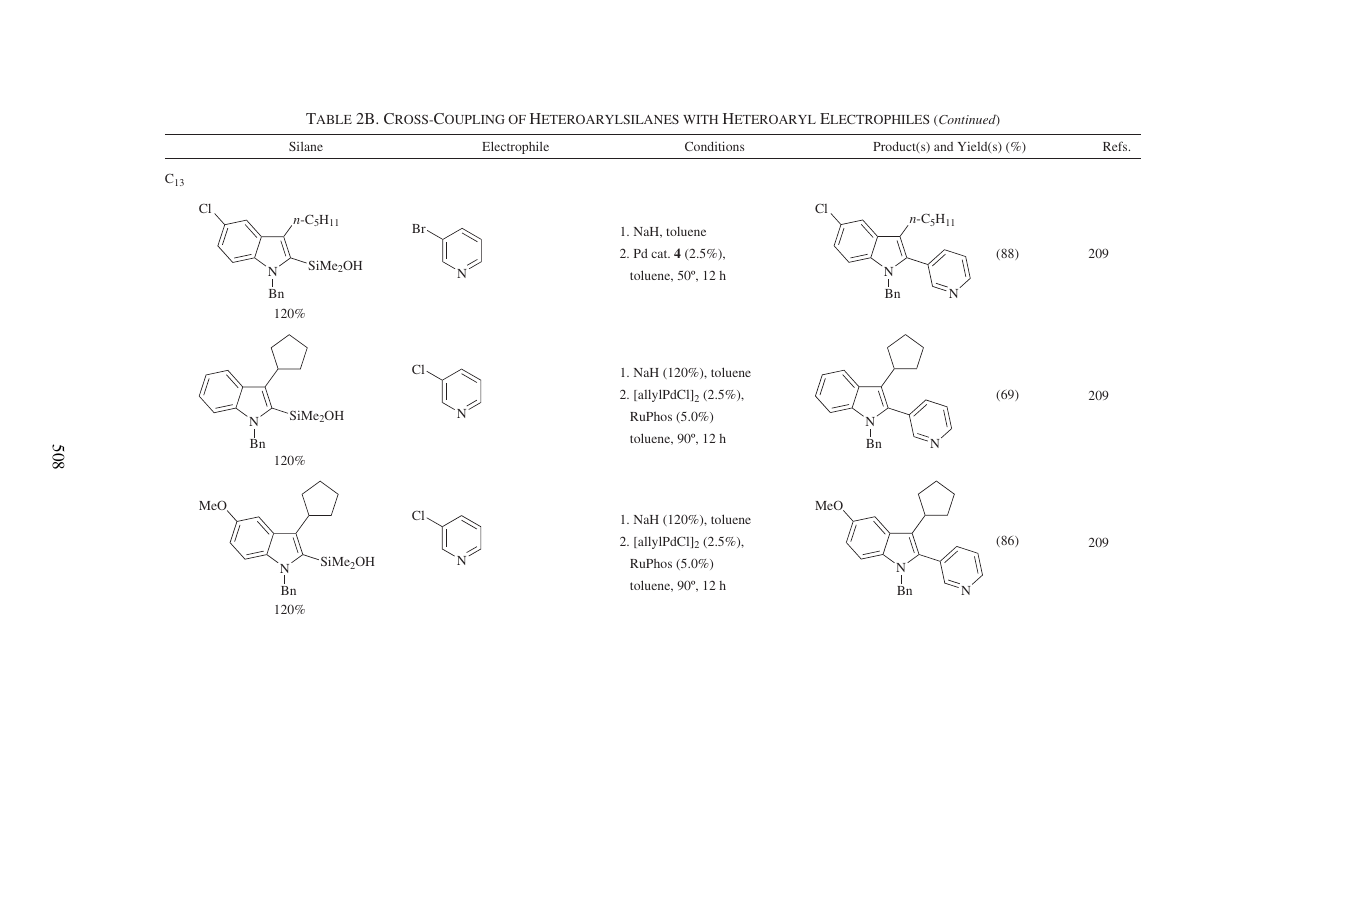 TABLE 2B. CROSS-COUPLING OF HETEROARYLSILANES WITH HETEROARYL ELECTROPHILES (Continued)
Silane Electrophile Conditions Product(s) and Yield(s) (%) Refs.
C13
Cl
n-C5H11
N
SiMe2OH
Bn
120%
Br
N
1. NaH, toluene
2. Pd cat. 4 (2.5%),
toluene, 50º, 12 h
Cl
n-C5H11
N
Bn
N
(88)
209
N
SiMe2OH
Bn
120%
Cl
N
1. NaH (120%), toluene
2. [allylPdCl]2 (2.5%),
RuPhos (5.0%)
toluene, 90º, 12 h
N
Bn
N
(69)
209
MeO
N
SiMe2OH
Bn
120%
Cl
N
1. NaH (120%), toluene
2. [allylPdCl]2 (2.5%),
RuPhos (5.0%)
toluene, 90º, 12 h
MeO
N
Bn
N
(86)
209
508